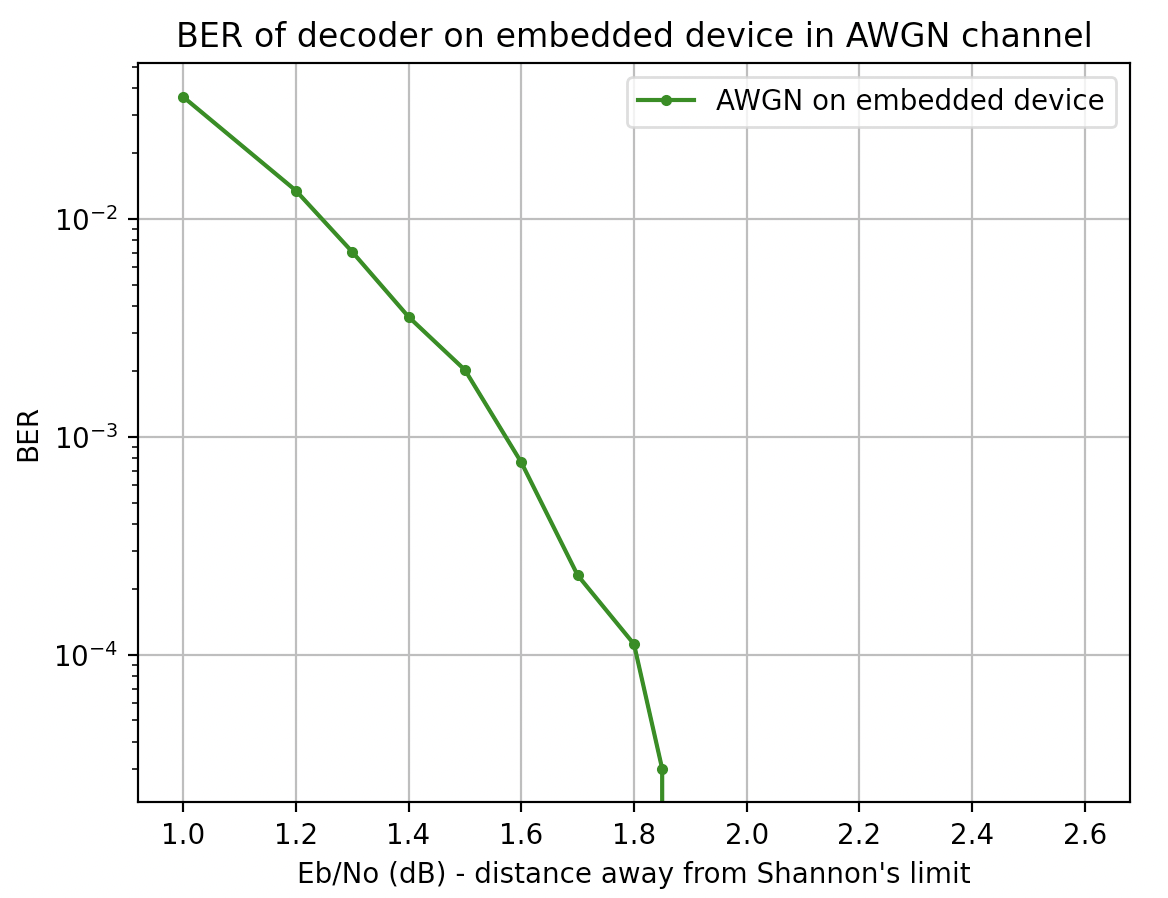 BER of decoder on embedded device in AWGN channel
AWGN on embedded device
10⁻²
10⁻³
10⁻⁴
BER
1.0 1.2 1.4 1.6 1.8 2.0 2.2 2.4 2.6
Eb/No (dB) - distance away from Shannon's limit